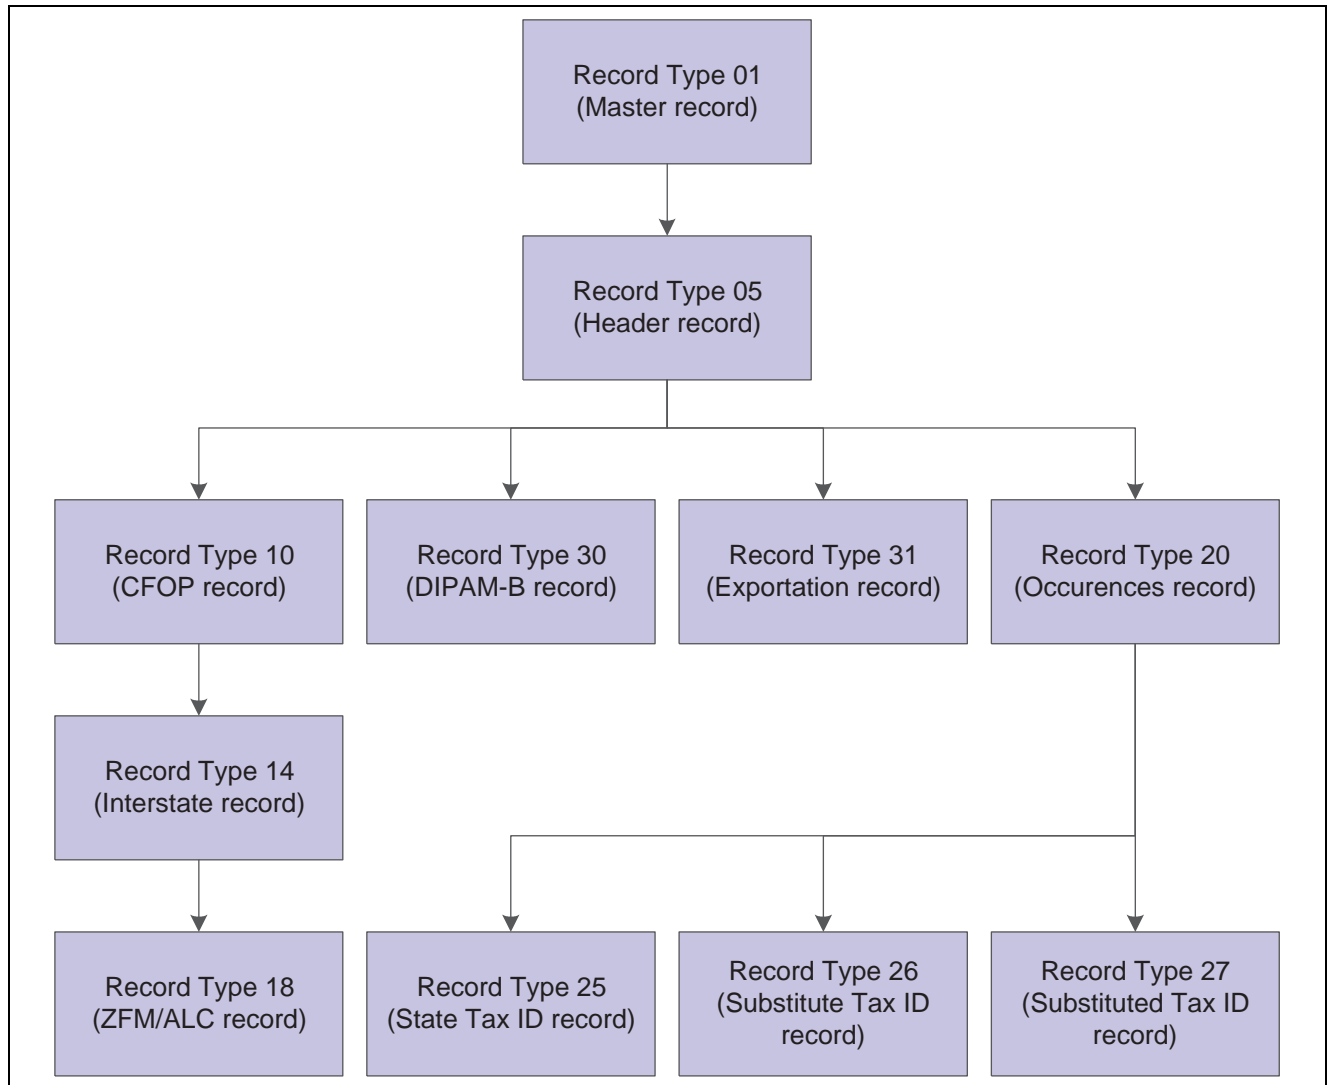 Record Type 01
(Master record)
Record Type 05
(Header record)
Record Type 10
(CFOP record)
Record Type 30
(DIPAM-B record)
Record Type 31
(Exportation record)
Record Type 20
(Occurences record)
Record Type 14
(Interstate record)
Record Type 18
(ZFM/ALC record)
Record Type 25
(State Tax ID record)
Record Type 26
(Substitute Tax ID
record)
Record Type 27
(Substituted Tax ID
record)